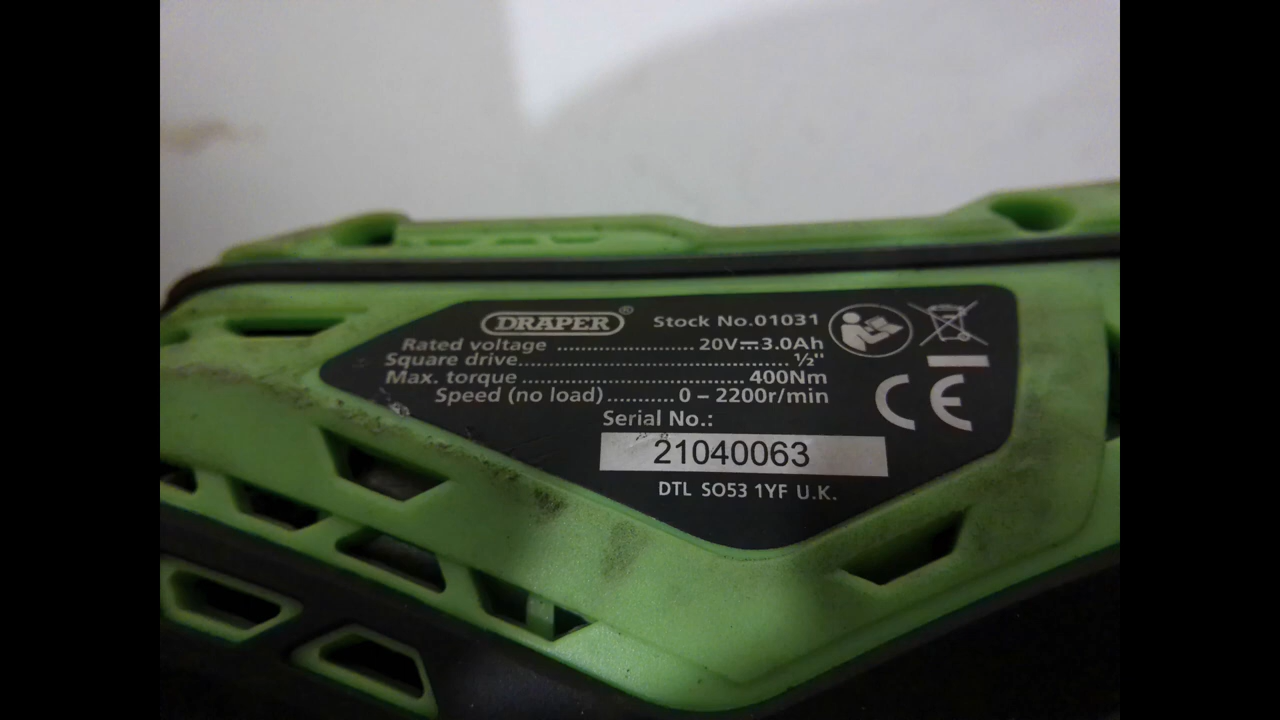 DRAPER®
Stock No.01031
Rated voltage ........................ 20V⎓3.0Ah
Square drive................................................ ½"
Max. torque ....................................... 400Nm
Speed (no load)........... 0 – 2200r/min
Serial No.:
21040063
DTL SO53 1YF U.K.
CE